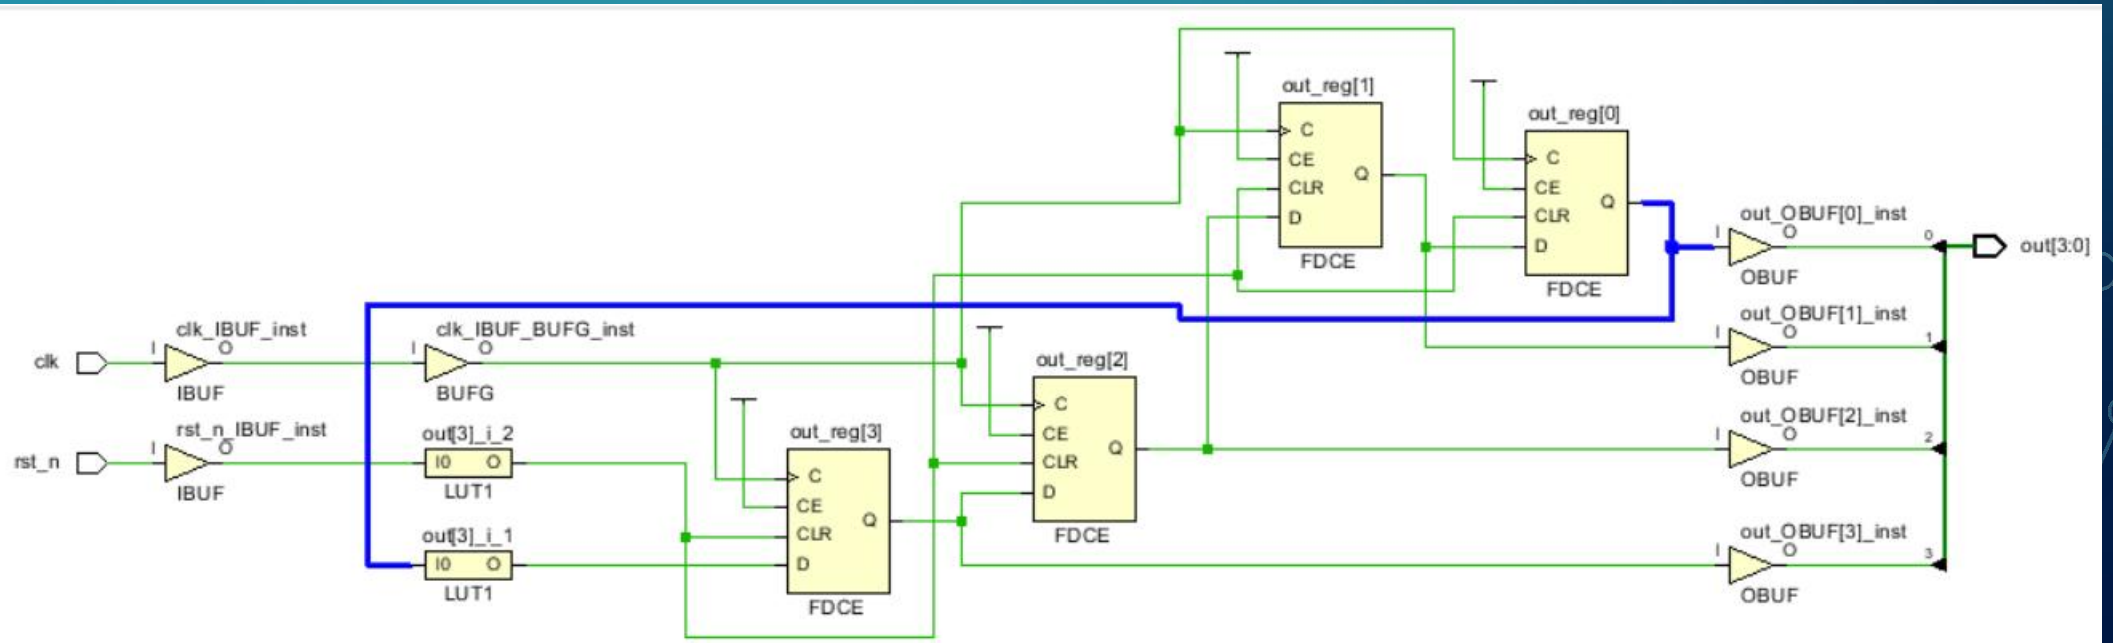 out_reg[1]
C
CE
CLR
D
Q
FDCE
out_reg[0]
C
CE
CLR
D
Q
FDCE
out_OBUF[0]_inst
I
O
OBUF
0
out[3:0]
out_OBUF[1]_inst
I
O
OBUF
1
clk
clk_IBUF_inst
I
O
IBUF
clk_IBUF_BUFG_inst
I
O
BUFG
out_reg[2]
C
CE
CLR
D
Q
FDCE
out_OBUF[2]_inst
I
O
OBUF
2
rst_n
rst_n_IBUF_inst
I
O
IBUF
out[3]_i_2
I0 O
LUT1
out[3]_i_1
I0 O
LUT1
out_reg[3]
C
CE
CLR
D
Q
FDCE
out_OBUF[3]_inst
I
O
OBUF
3